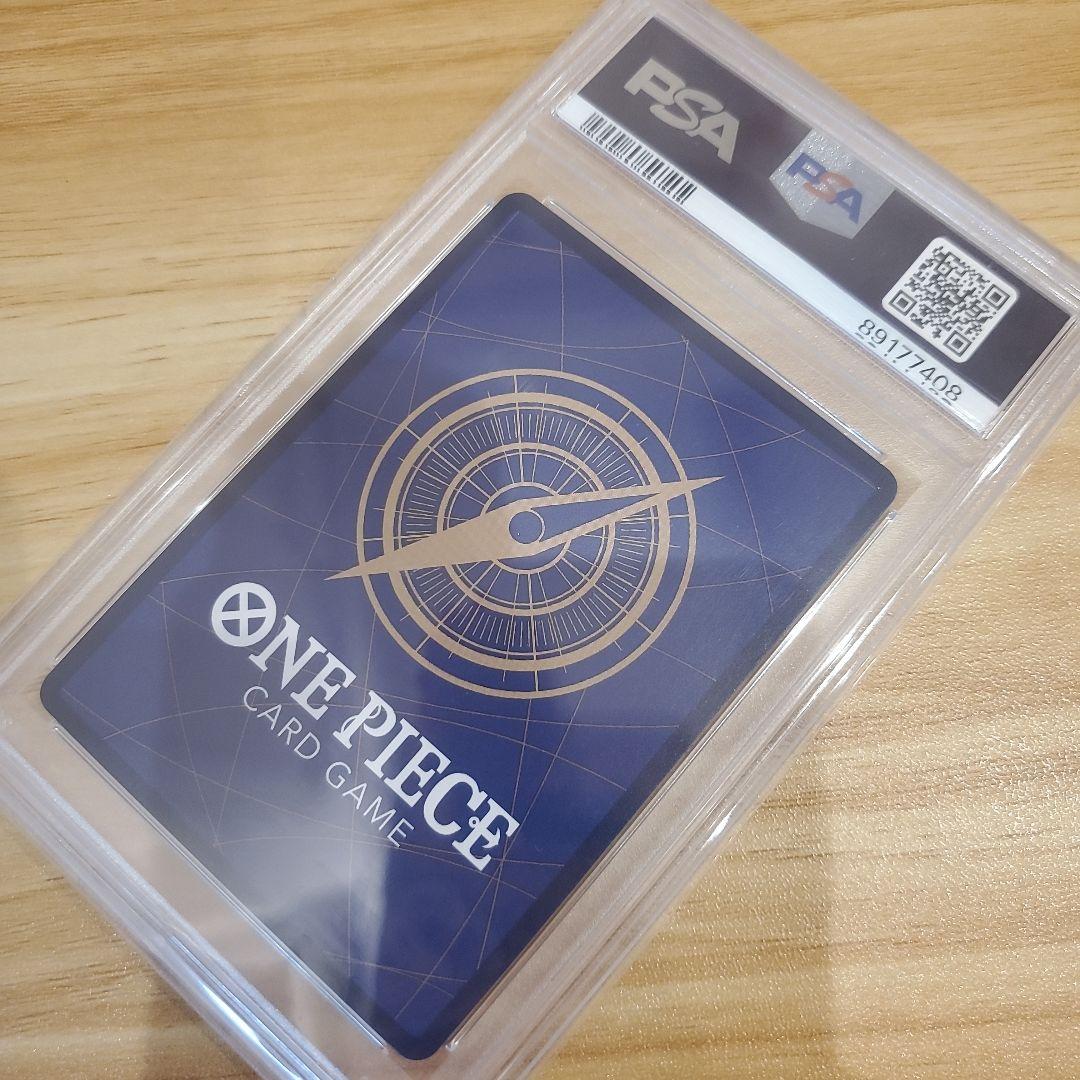 PSA
PSA
89177408
ONE PIECE
CARD GAME